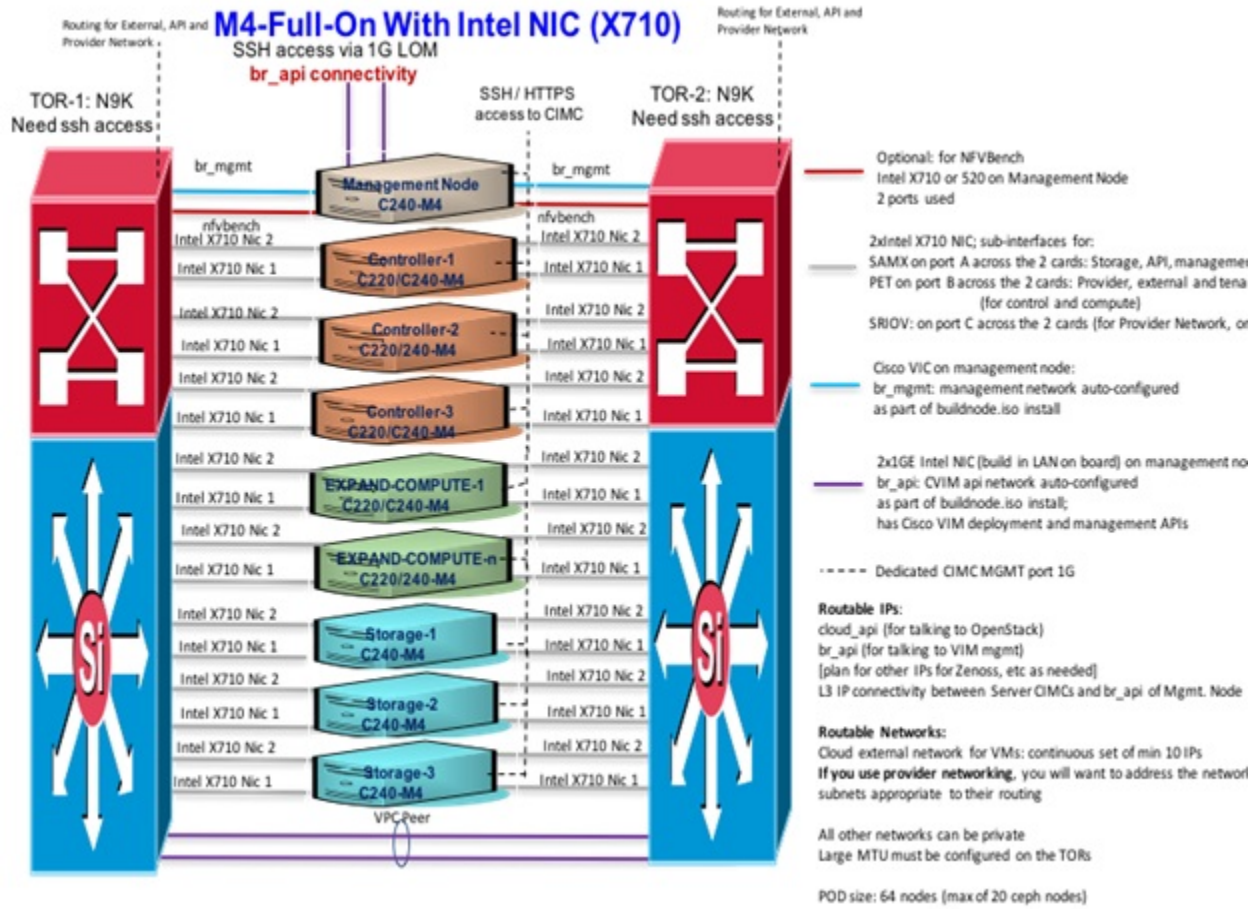 Routing for External, API and
Provider Network
M4-Full-On With Intel NIC (X710)
Routing for External, API and
Provider Network
SSH access via 1G LOM
br_api connectivity
TOR-1: N9K
Need ssh access
SSH / HTTPS
access to CIMC
TOR-2: N9K
Need ssh access
br_mgmt
Management Node
C240-M4
br_mgmt
nfvbench
nfvbench
Intel X710 Nic 2
Controller-1
C220/C240-M4
Intel X710 Nic 2
Intel X710 Nic 1
Intel X710 Nic 1
Intel X710 Nic 2
Controller-2
C220/240-M4
Intel X710 Nic 2
Intel X710 Nic 1
Intel X710 Nic 1
Intel X710 Nic 2
Controller-3
C220/C240-M4
Intel X710 Nic 2
Intel X710 Nic 1
Intel X710 Nic 1
Intel X710 Nic 2
EXPAND-COMPUTE-1
C220/C240-M4
Intel X710 Nic 2
Intel X710 Nic 1
Intel X710 Nic 1
Intel X710 Nic 2
EXPAND-COMPUTE-n
C220/240-M4
Intel X710 Nic 2
Intel X710 Nic 1
Intel X710 Nic 1
Intel X710 Nic 2
Storage-1
C240-M4
Intel X710 Nic 2
Intel X710 Nic 1
Intel X710 Nic 1
Intel X710 Nic 2
Storage-2
C240-M4
Intel X710 Nic 2
Intel X710 Nic 1
Intel X710 Nic 1
Intel X710 Nic 2
Storage-3
C240-M4
Intel X710 Nic 2
Intel X710 Nic 1
Intel X710 Nic 1
Si
Si
VPC Peer
Optional: for NFVBench
Intel X710 or 520 on Management Node
2 ports used
2xIntel X710 NIC; sub-interfaces for:
SAMX on port A across the 2 cards: Storage, API, management
PET on port B across the 2 cards: Provider, external and
(for control and compute)
SRIOV: on port C across the 2 cards (for Provider Network,
Cisco VIC on management node:
br_mgmt: management network auto-configured
as part of buildnode.iso install
2x1GE Intel NIC (build in LAN on board) on management
br_api: CVIM api network auto-configured
as part of buildnode.iso install;
has Cisco VIM deployment and management APIs
Dedicated CIMC MGMT port 1G
Routable IPs:
cloud_api (for talking to OpenStack)
br_api (for talking to VIM mgmt)
[plan for other IPs for Zenoss, etc as needed]
L3 IP connectivity between Server CIMCs and br_api of Mgmt. Node
Routable Networks:
Cloud external network for VMs: continuous set of min 10 IPs
If you use provider networking, you will want to address the network
subnets appropriate to their routing
All other networks can be private
Large MTU must be configured on the TORs
POD size: 64 nodes (max of 20 ceph nodes)